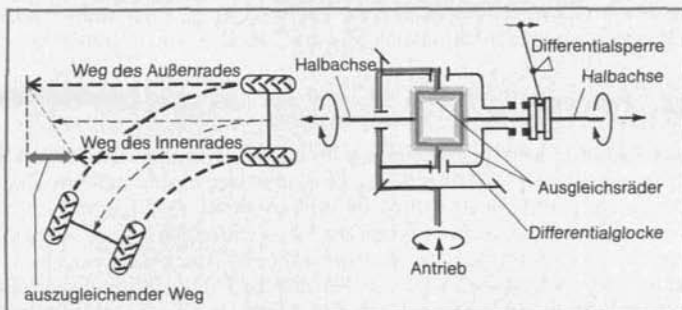 Weg des Außenrades
Weg des Innenrades
auszugleichender Weg
Halbachse
Differentialsperre
Halbachse
Ausgleichsräder
Differentialglocke
Antrieb